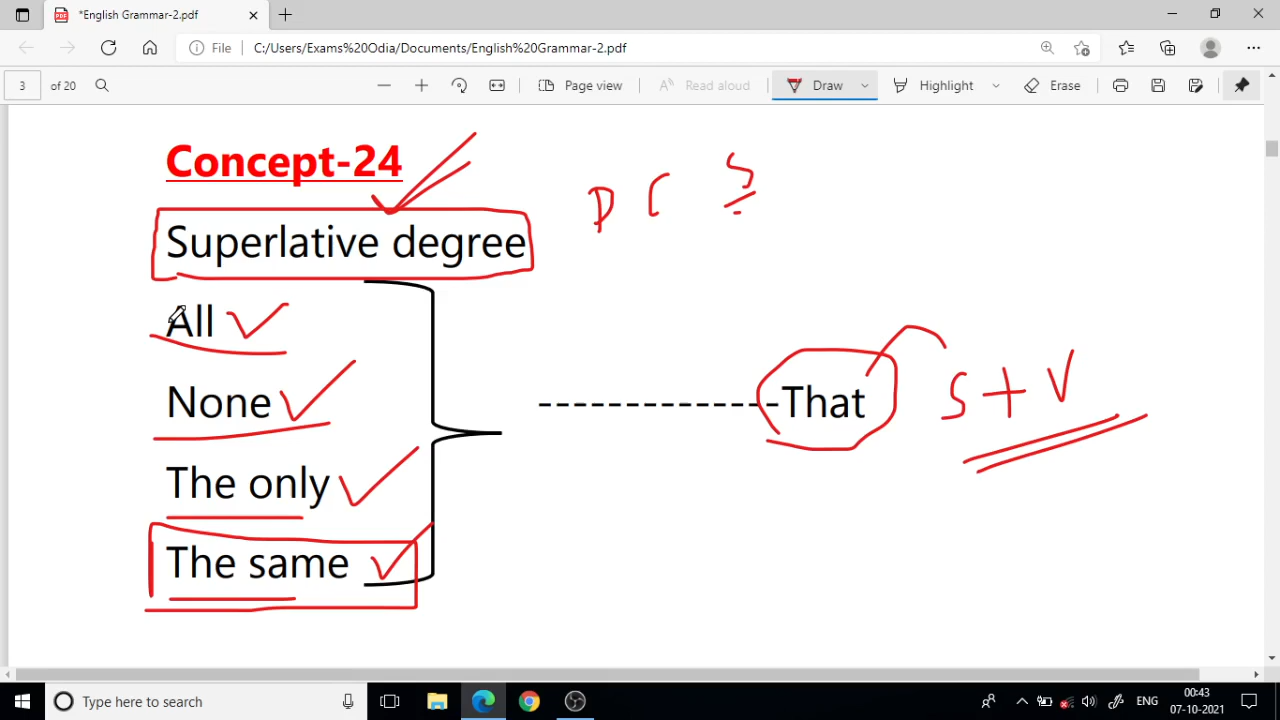 *English Grammar-2.pdf
File C:/Users/Exams%20Odia/Documents/English%20Grammar-2.pdf
3 of 20 Page view Read aloud Draw Highlight Erase
Concept-24
P C S
Superlative degree
All
None
--------------That S + V
The only
The same
Type here to search
ENG
00:43
07-10-2021